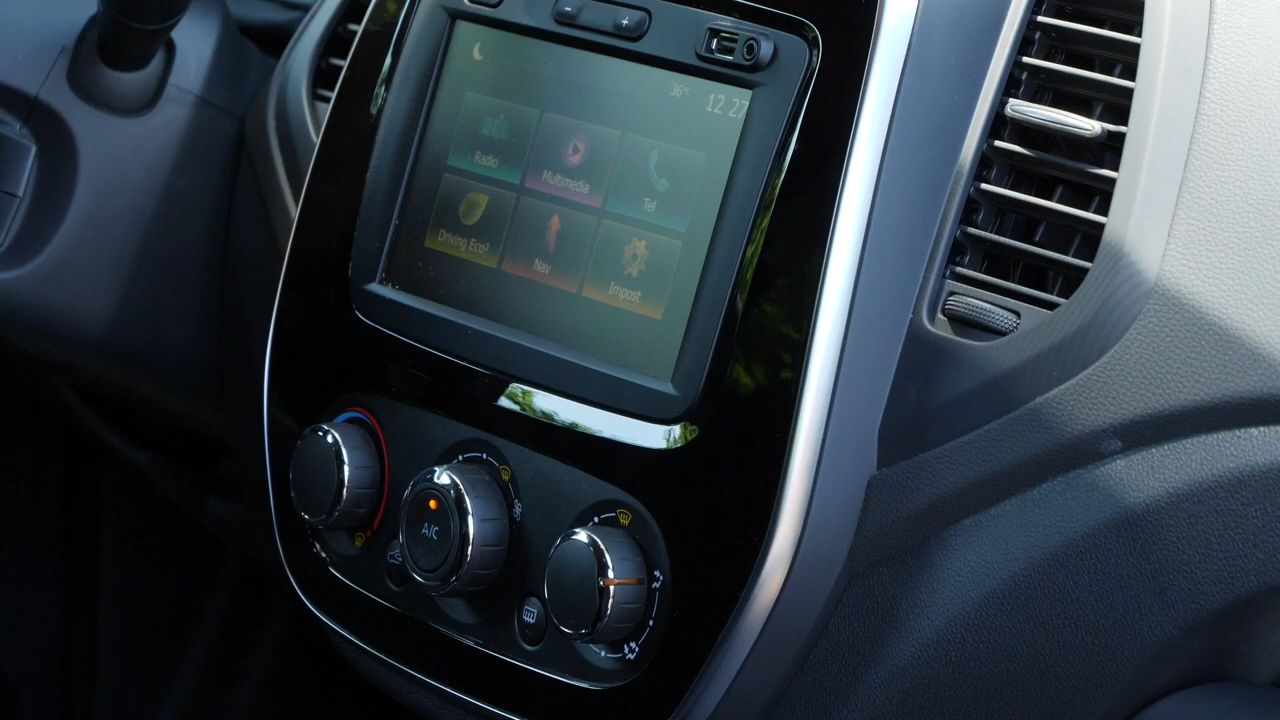 - +
36°
12 27
Radio
Multimedia
Tel
Driving Eco²
Nav
Impost
A/C